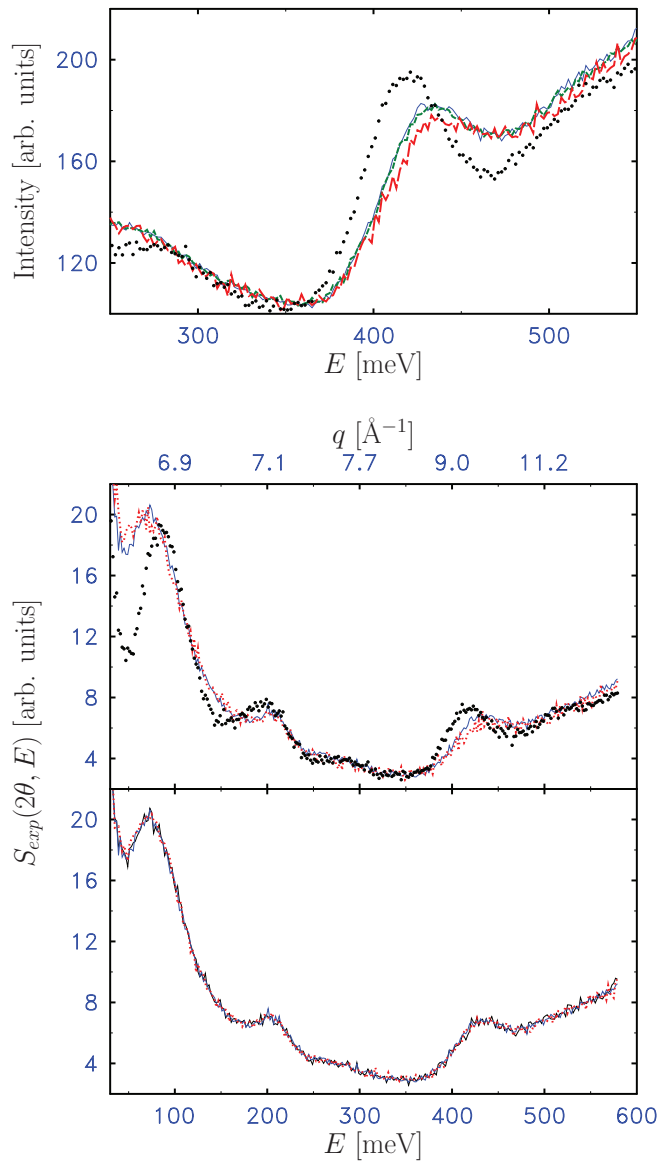 200
160
120
Intensity [arb. units]
300 400 500
E [meV]
q [Å⁻¹]
6.9 7.1 7.7 9.0 11.2
20
16
12
8
4
20
16
12
8
4
S_exp(2θ, E) [arb. units]
100 200 300 400 500 600
E [meV]